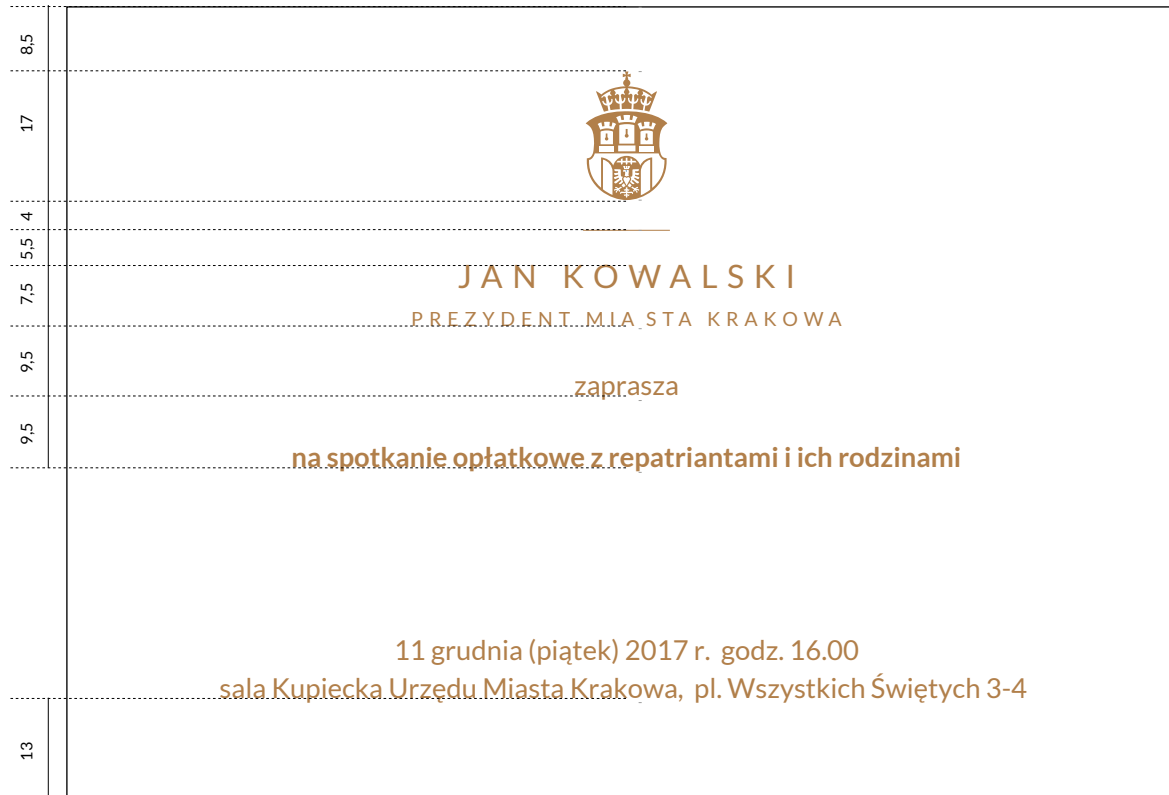 8,5
17
4
5,5
JAN KOWALSKI
7,5
PREZYDENT MIASTA KRAKOWA
9,5
zaprasza
9,5
na spotkanie opłatkowe z repatriantami i ich rodzinami
11 grudnia (piątek) 2017 r. godz. 16.00
sala Kupiecka Urzędu Miasta Krakowa, pl. Wszystkich Świętych 3-4
13